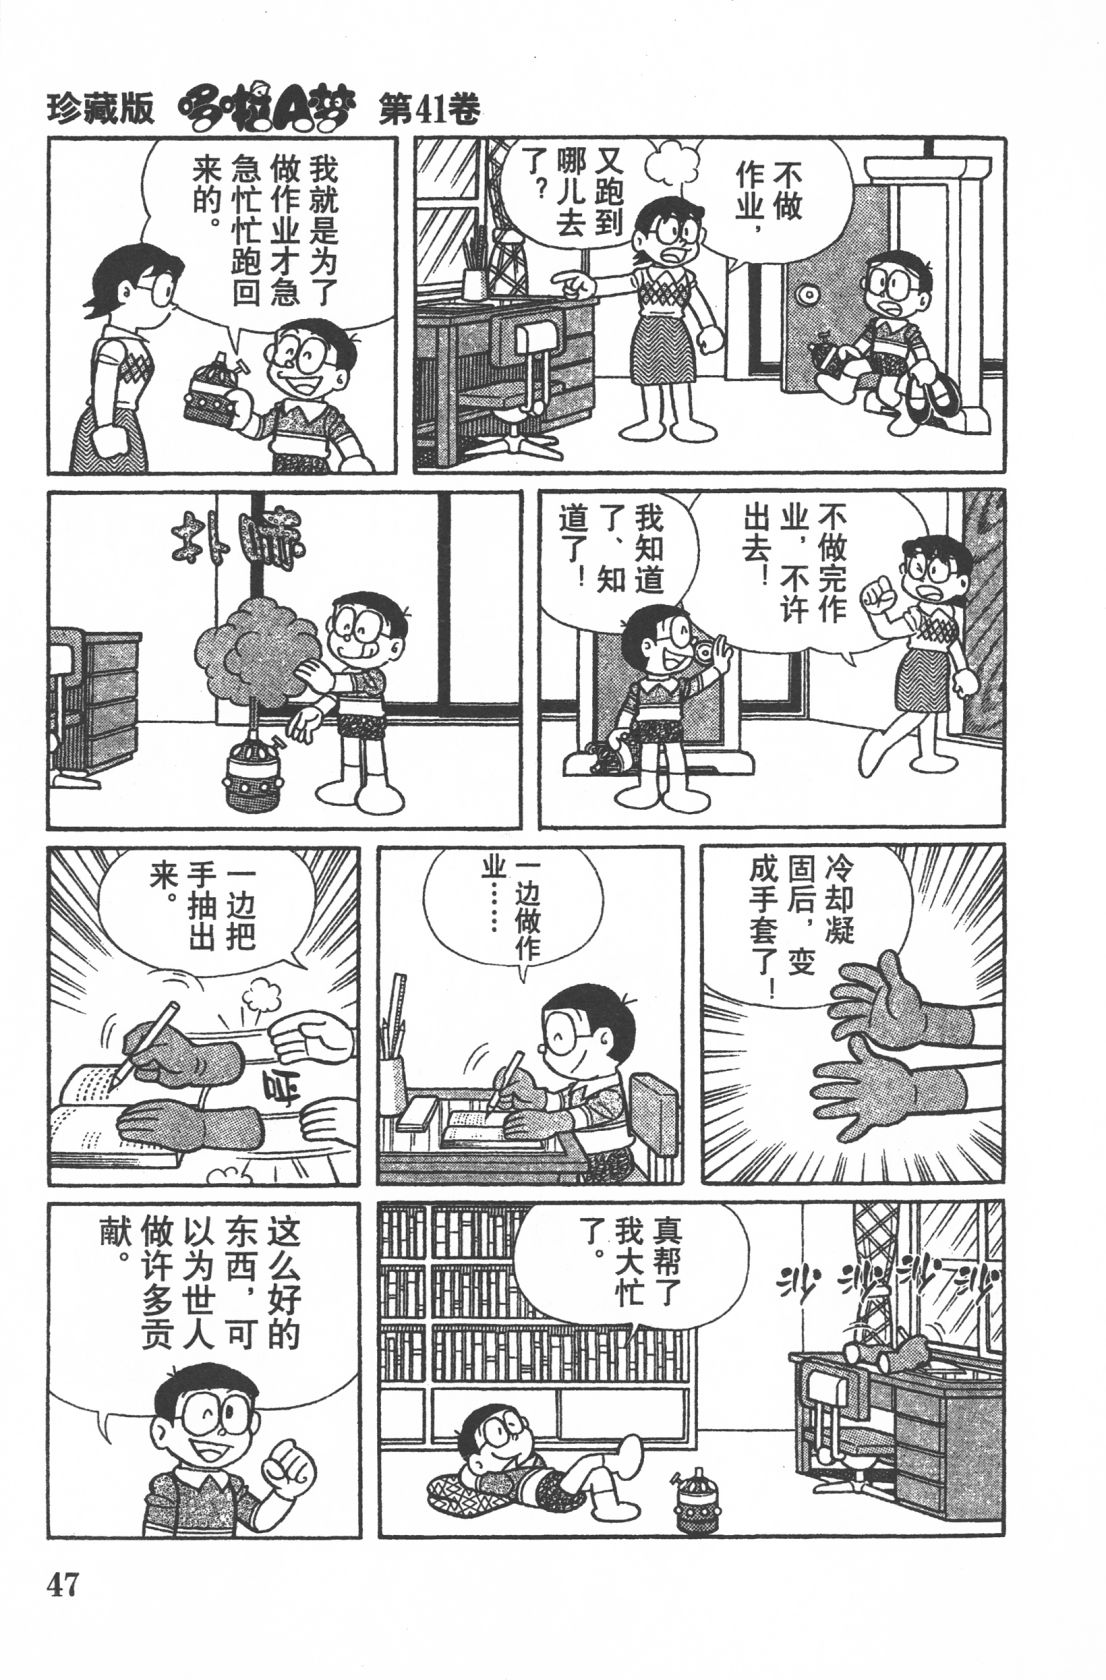 珍藏版 哆啦A梦 第41卷
不做
作业，
又跑到
哪儿去
了？
我就是为了
做作业才急
急忙忙跑回
来的。
不做完作
业，不许
出去！
我知道
了、知
道了！
冷却凝
固后，变
成手套了！
一边做作
业……
一边把
手抽出
来。
真帮了
我大忙
了。
沙 沙 沙 沙
这么好的
东西，可
以为世人
做许多贡
献。
47